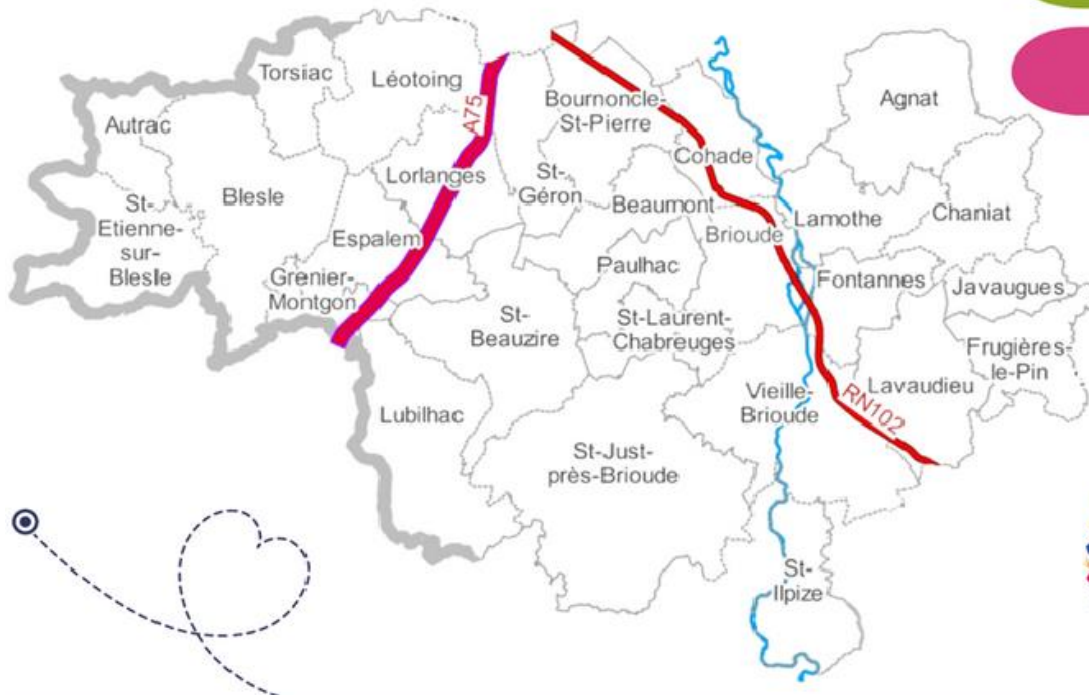 Torsiac
Léotoing
A75
Autrac
Bournoncle-
St-Pierre
Agnat
Cohade
Lorlanges
St-
Géron
Blesle
St-
Etienne-
sur-
Blesle
Beaumont
Lamothe
Chaniat
Espalem
Brioude
Paulhac
Grenier-
Montgon
Fontannes
Javaugues
St-
Beauzire
St-Laurent-
Chabreuges
Frugières-
le-Pin
Vieille-
Brioude
Lavaudieu
RN102
Lubilhac
St-Just-
près-Brioude
St-
Ilpize